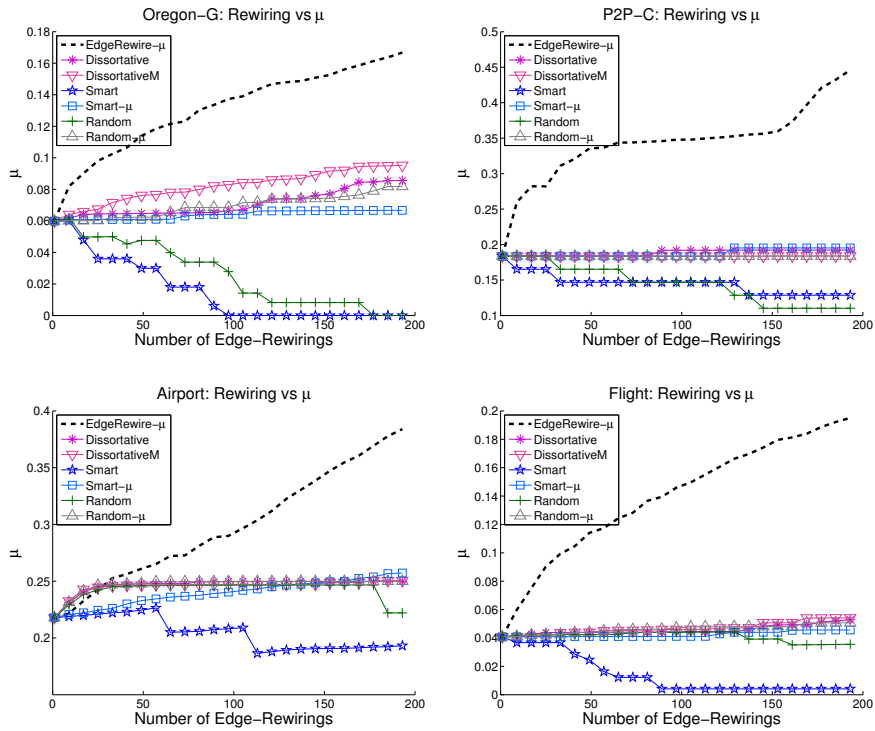 Oregon−G: Rewiring vs μ
0.18
0.16
0.14
0.12
0.1
0.08
0.06
0.04
0.02
0
μ
EdgeRewire−μ
Dissortative
DissortativeM
Smart
Smart−μ
Random
Random−μ
0 50 100 150 200
Number of Edge−Rewirings
P2P−C: Rewiring vs μ
0.5
0.45
0.4
0.35
0.3
0.25
0.2
0.15
0.1
μ
EdgeRewire−μ
Dissortative
DissortativeM
Smart
Smart−μ
Random
Random−μ
0 50 100 150 200
Number of Edge−Rewirings
Airport: Rewiring vs μ
0.4
0.35
0.3
0.25
0.2
μ
EdgeRewire−μ
Dissortative
DissortativeM
Smart
Smart−μ
Random
Random−μ
0 50 100 150 200
Number of Edge−Rewirings
Flight: Rewiring vs μ
0.2
0.18
0.16
0.14
0.12
0.1
0.08
0.06
0.04
0.02
0
μ
EdgeRewire−μ
Dissortative
DissortativeM
Smart
Smart−μ
Random
Random−μ
0 50 100 150 200
Number of Edge−Rewirings